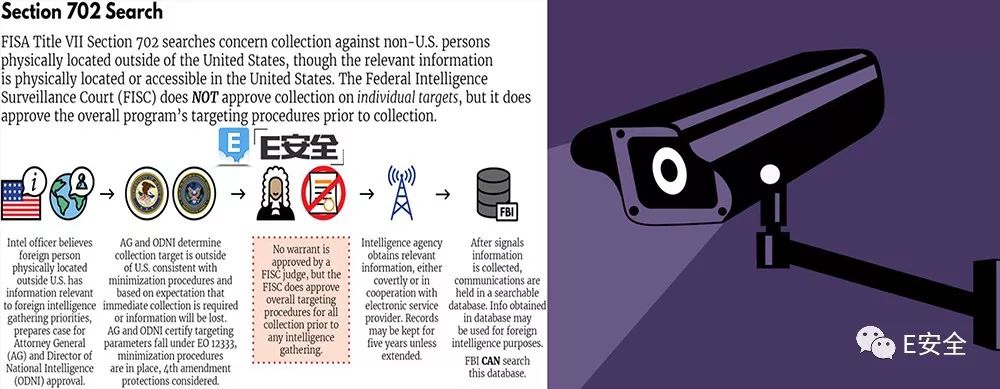 Section 702 Search
FISA Title VII Section 702 searches concern collection against non-U.S. persons
physically located outside of the United States, though the relevant information
is physically located or accessible in the United States. The Federal Intelligence
Surveillance Court (FISC) does NOT approve collection on individual targets, but it does
approve the overall program's targeting procedures prior to collection.
E
E安全
i
FBI
Intel officer believes
foreign person
physically located
outside U.S. has
information relevant
to foreign intelligence
gathering priorities,
prepares case for
Attorney General
(AG) and Director of
National Intelligence
(ODNI) approval.
AG and ODNI determine
collection target is outside
of U.S. consistent with
minimization procedures and
based on expectation that
immediate collection is required
or information will be lost.
AG and ODNI certify targeting
parameters fall under EO 12333,
minimization procedures
are in place, 4th amendment
protections considered.
No warrant is
approved by a
FISC judge, but the
FISC does approve
overall targeting
procedures for all
collection prior to
any intelligence
gathering.
Intelligence agency
obtains relevant
information, either
covertly or in
cooperation with
electronic service
provider. Records
may be kept for
five years unless
extended.
After signals
information
is collected,
communications are
held in a searchable
database. Info obtained
in database may
be used for foreign
intelligence purposes.
FBI CAN search
this database.
E安全